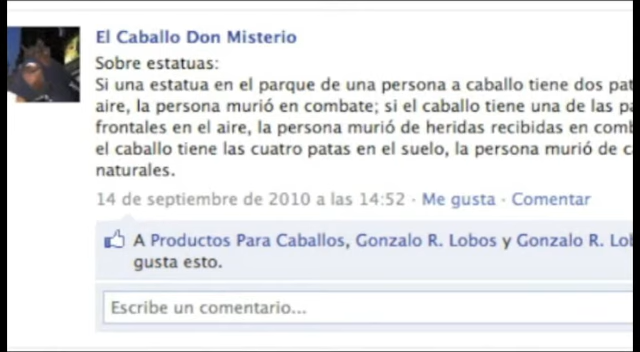 El Caballo Don Misterio
Sobre estatuas:
Si una estatua en el parque de una persona a caballo tiene dos pat
aire, la persona murió en combate; si el caballo tiene una de las pa
frontales en el aire, la persona murió de heridas recibidas en comb
el caballo tiene las cuatro patas en el suelo, la persona murió de c
naturales.
14 de septiembre de 2010 a las 14:52 · Me gusta · Comentar
A Productos Para Caballos, Gonzalo R. Lobos y Gonzalo R. Lob
gusta esto.
Escribe un comentario...